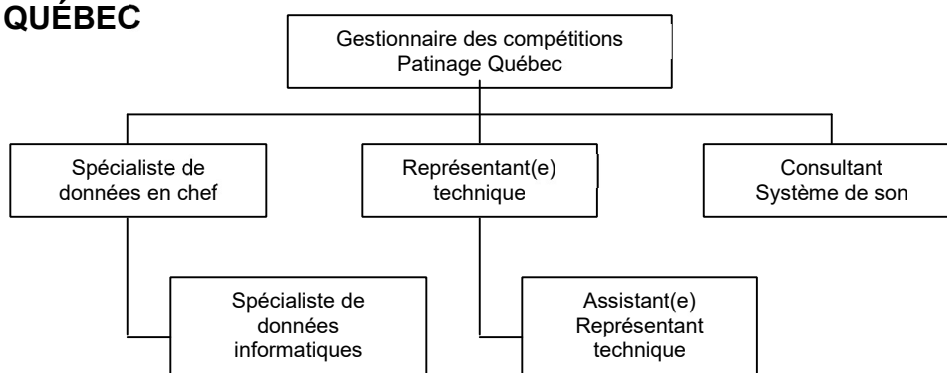 QUÉBEC
Gestionnaire des compétitions
Patinage Québec
Spécialiste de
données en chef
Représentant(e)
technique
Consultant
Système de son
Spécialiste de
données
informatiques
Assistant(e)
Représentant
technique